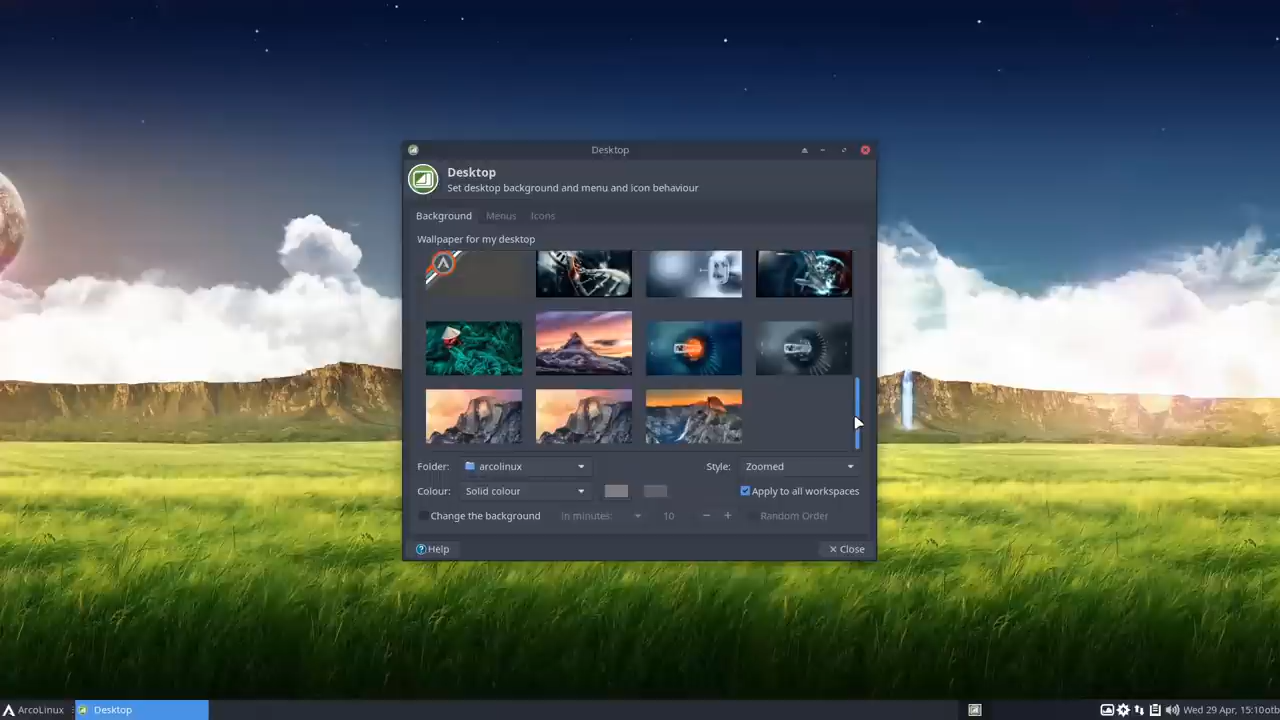 Desktop
Desktop
Set desktop background and menu and icon behaviour
Background Menus Icons
Wallpaper for my desktop
Folder: arcolinux Style: Zoomed
Colour: Solid colour Apply to all workspaces
Change the background in minutes: 10 Random Order
Help Close
ArcoLinux Desktop Wed 29 Apr, 15:10otb